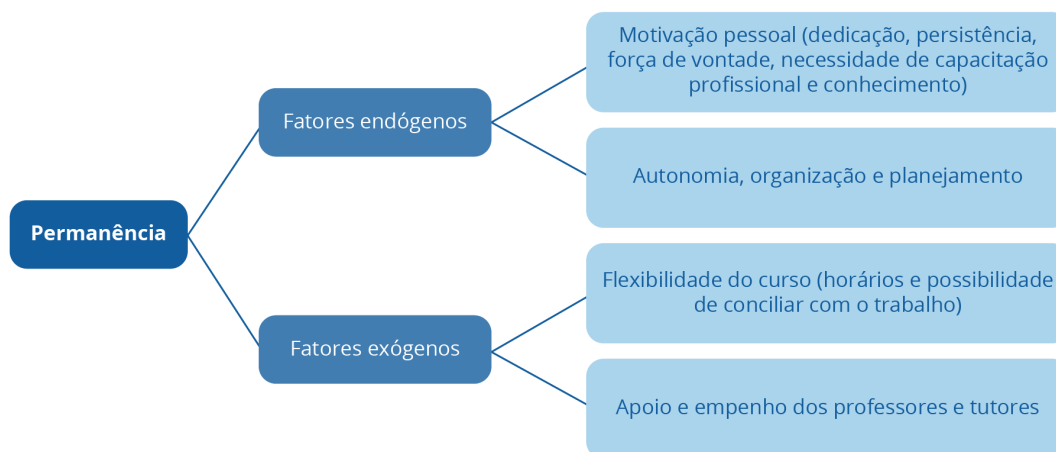 Permanência
Fatores endógenos
Motivação pessoal (dedicação, persistência,
força de vontade, necessidade de capacitação
profissional e conhecimento)
Autonomia, organização e planejamento
Fatores exógenos
Flexibilidade do curso (horários e possibilidade
de conciliar com o trabalho)
Apoio e empenho dos professores e tutores